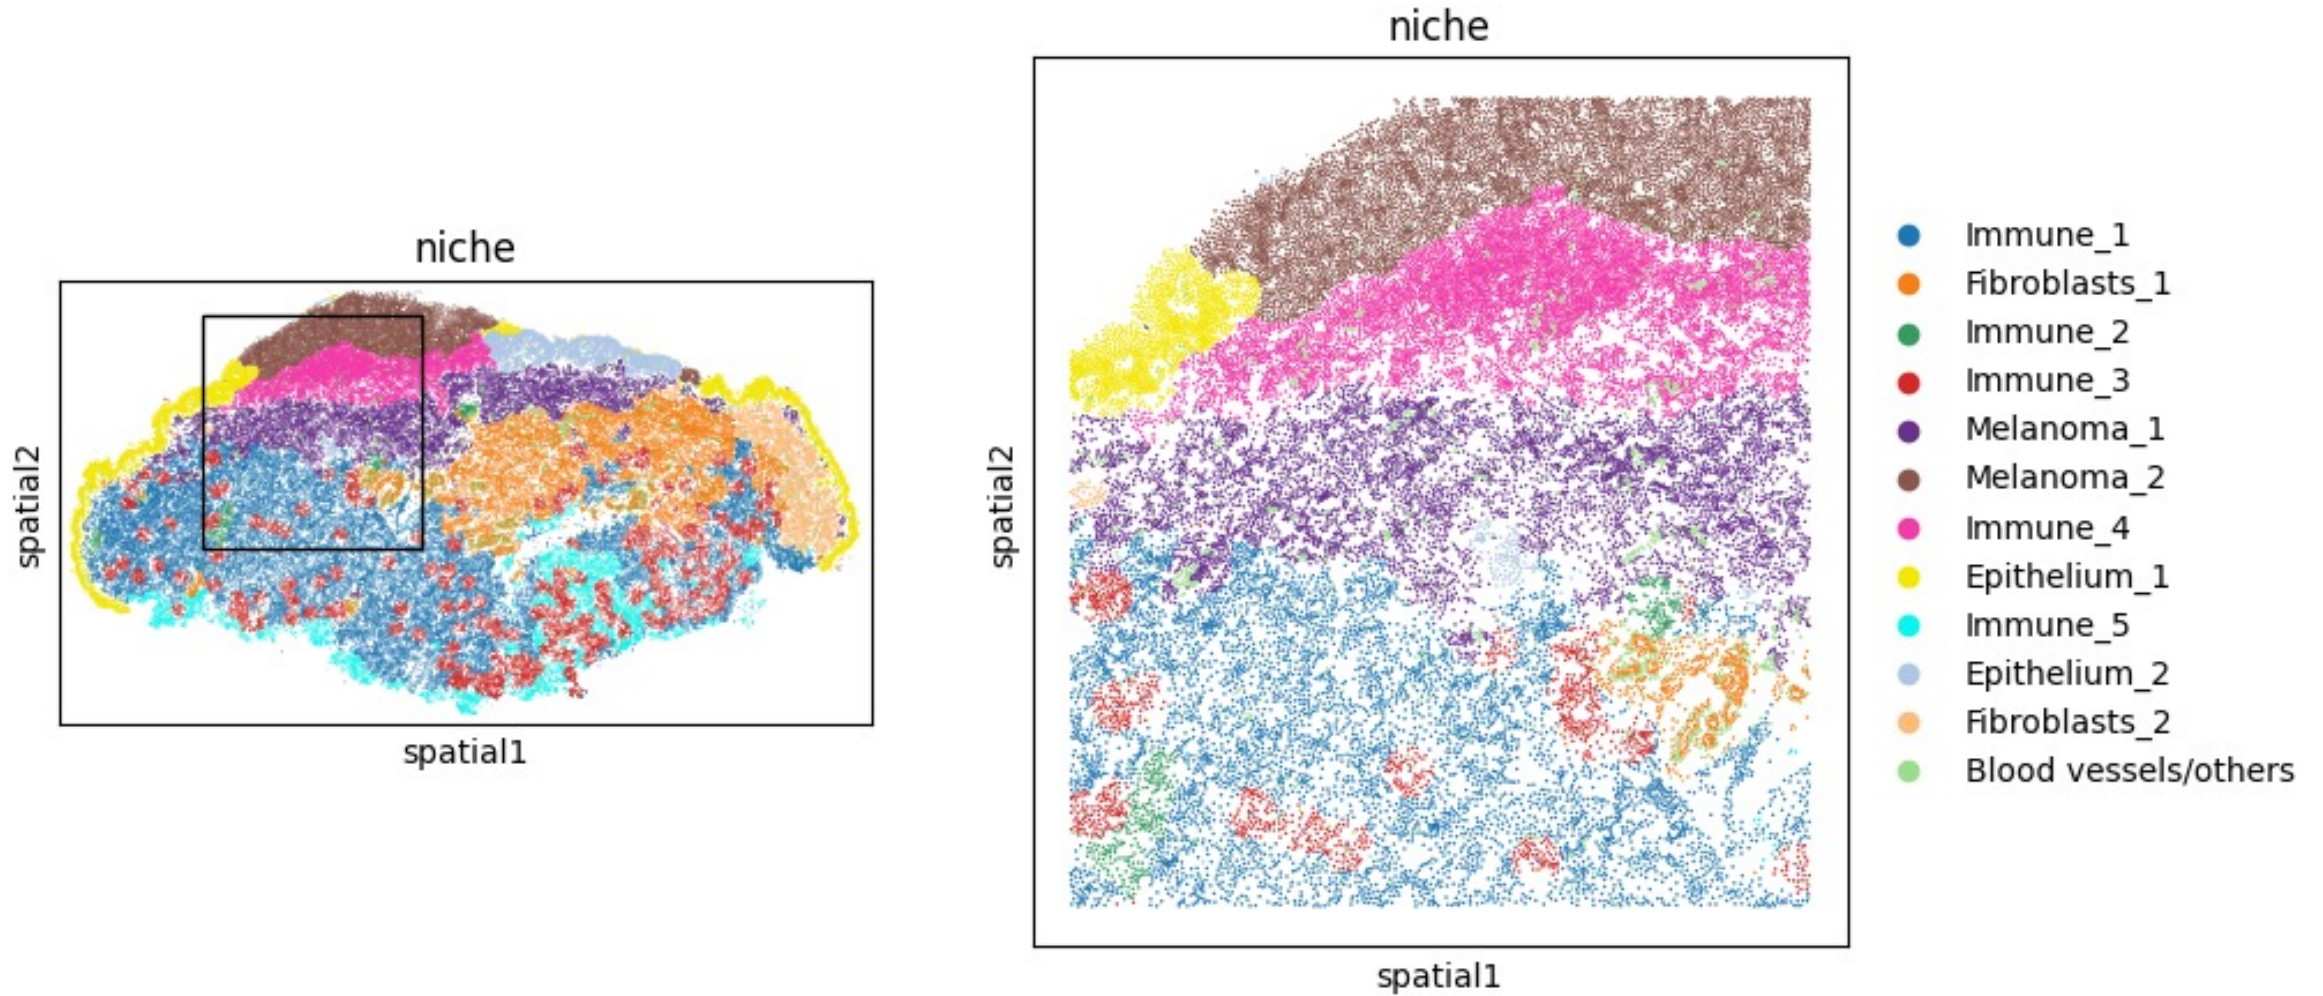 niche
spatial2
spatial1
niche
spatial2
spatial1
Immune_1
Fibroblasts_1
Immune_2
Immune_3
Melanoma_1
Melanoma_2
Immune_4
Epithelium_1
Immune_5
Epithelium_2
Fibroblasts_2
Blood vessels/others